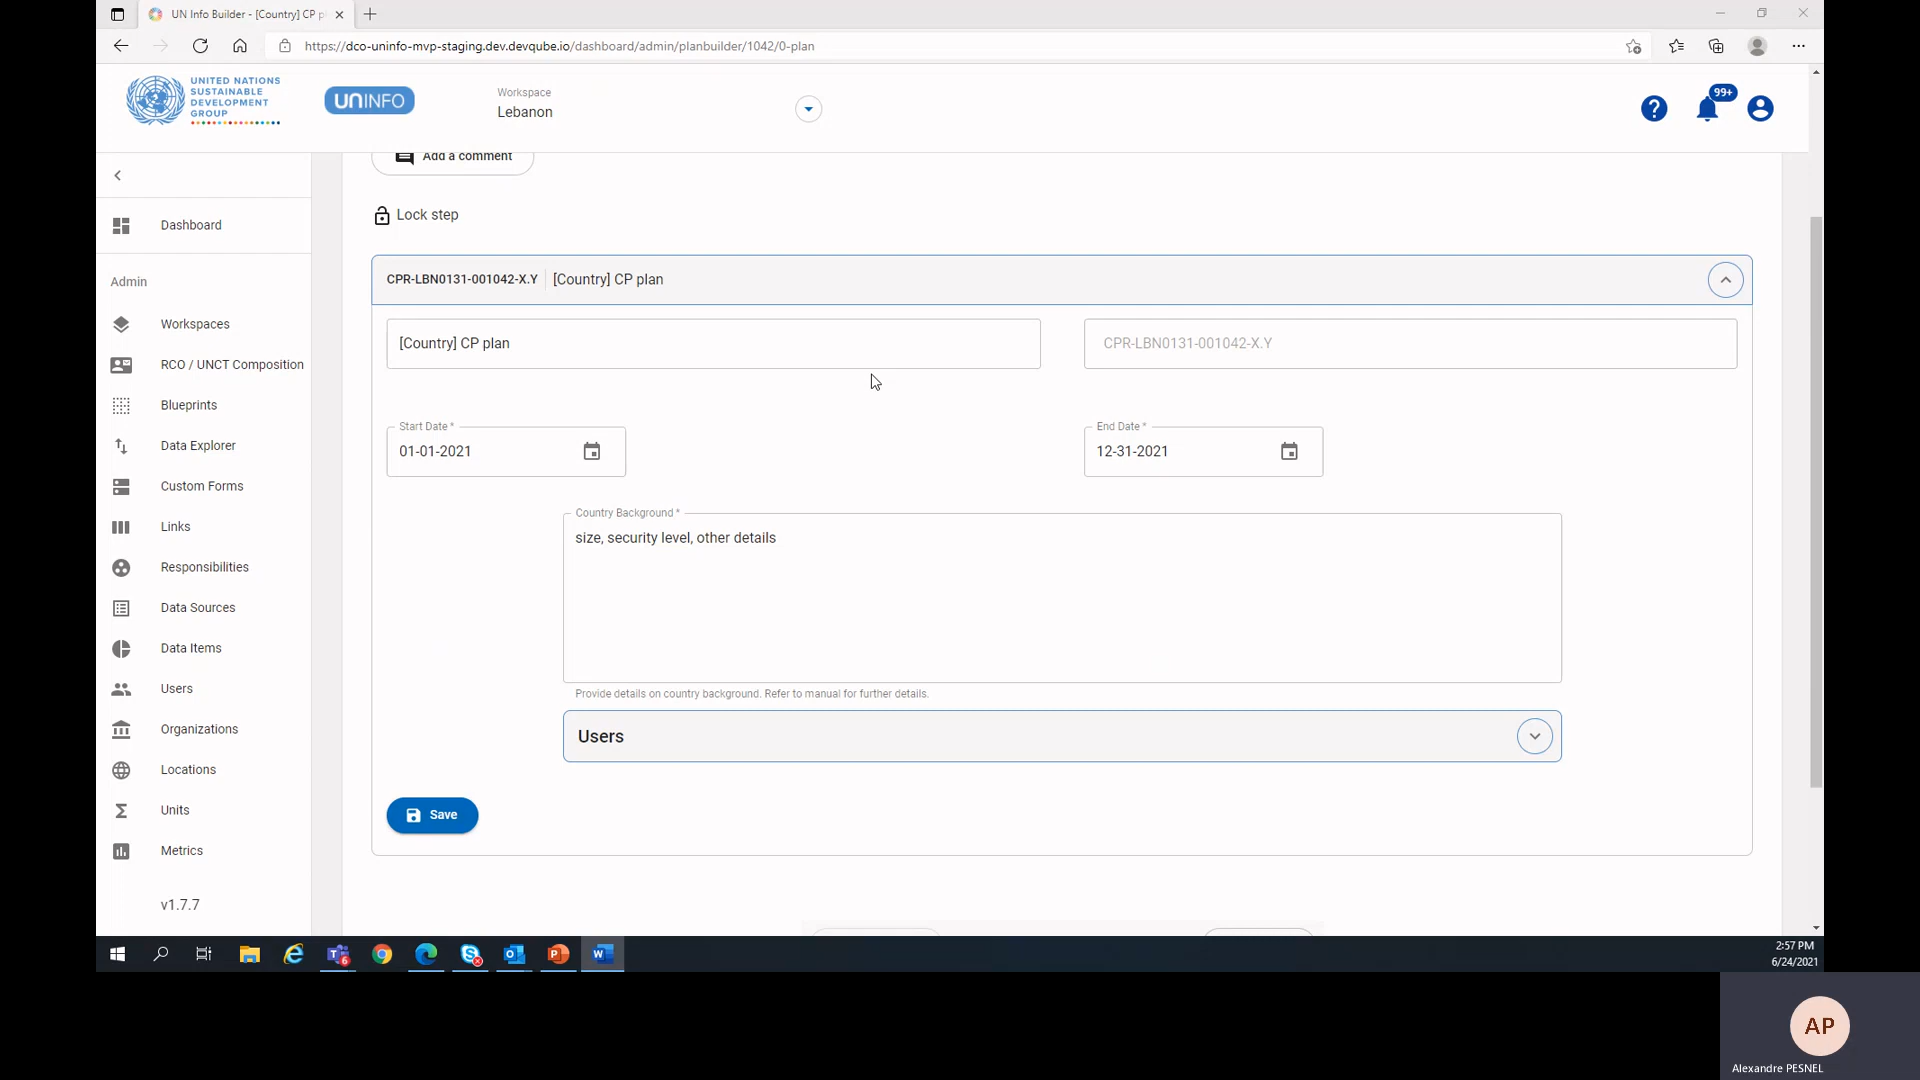 UN Info Builder - [Country] CP p
https://dco-uninfo-mvp-staging.dev.devqube.io/dashboard/admin/planbuilder/1042/0-plan
UNITED NATIONS
SUSTAINABLE
DEVELOPMENT
GROUP
UNINFO
Workspace
Lebanon
?
99+
Add a comment
Lock step
Dashboard
Admin
Workspaces
RCO / UNCT Composition
Blueprints
Data Explorer
Custom Forms
Links
Responsibilities
Data Sources
Data Items
Users
Organizations
Locations
Units
Metrics
v1.7.7
CPR-LBN0131-001042-X.Y [Country] CP plan
[Country] CP plan
CPR-LBN0131-001042-X.Y
Start Date *
01-01-2021
End Date *
12-31-2021
Country Background *
size, security level, other details
Provide details on country background. Refer to manual for further details.
Users
Save
2:57 PM
6/24/2021
AP
Alexandre PESNEL